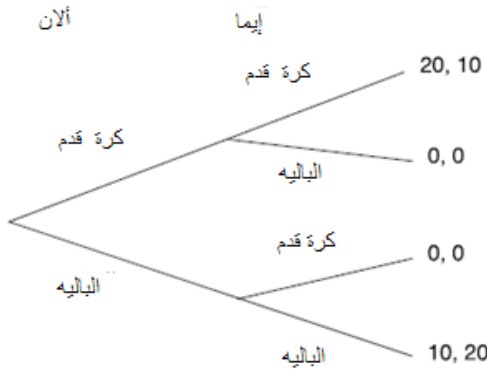 ألان إيما
كرة قدم
20, 10
كرة قدم
0, 0
الباليه
كرة قدم
0, 0
الباليه
الباليه
10, 20